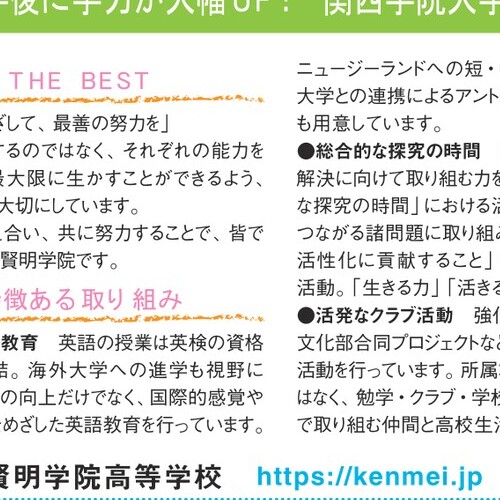 後に学力が大幅UP! 関西学院大学
THE BEST
ざして、最善の努力を」
するのではなく、それぞれの能力を
最大限に生かすことができるよう、
大切にしています。
合い、共に努力することで、皆で
賢明学院です。
徴ある取り組み
教育 英語の授業は英検の資格
結。海外大学への進学も視野に
の向上だけでなく、国際的感覚や
をめざした英語教育を行っています。
ニュージーランドへの短・
大学との連携によるアント
も用意しています。
●総合的な探究の時間
解決に向けて取り組む力を
な探究の時間」における活
つながる諸問題に取り組み
活性化に貢献すること」
活動。「生きる力」「活き
●活発なクラブ活動 強化
文化部合同プロジェクトなど
活動を行っています。所属
はなく、勉学・クラブ・学校
で取り組む仲間と高校生活
賢明学院高等学校 https://kenmei.jp